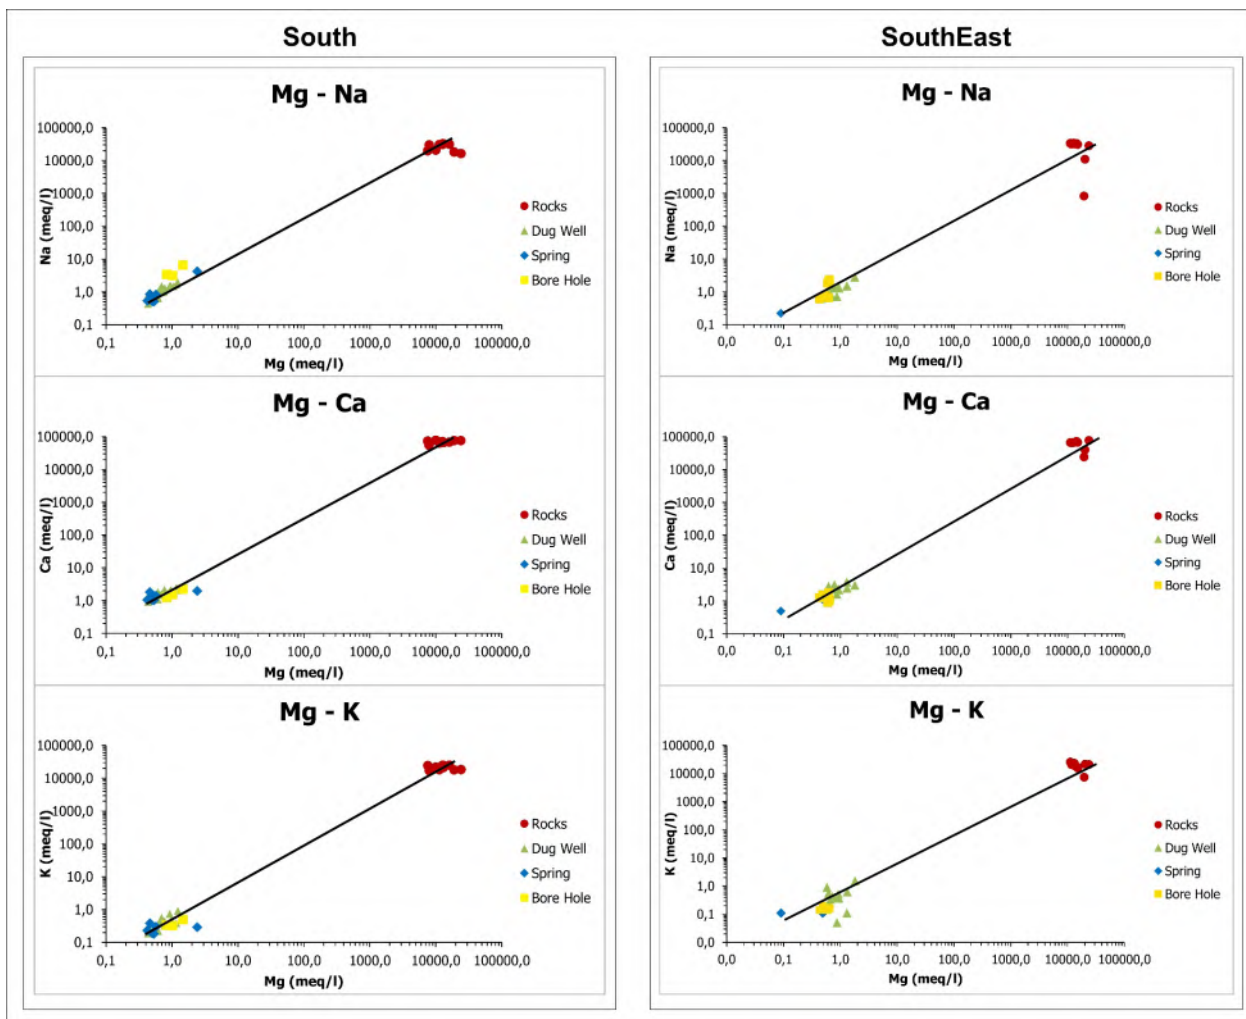 South
SouthEast
Mg - Na
100000,0
10000,0
1000,0
100,0
10,0
1,0
0,1
Na (meq/l)
0,1 1,0 10,0 100,0 1000,0 10000,0 100000,0
Mg (meq/l)
Rocks
Dug Well
Spring
Bore Hole
Mg - Na
100000,0
10000,0
1000,0
100,0
10,0
1,0
0,1
Na (meq/l)
0,0 0,1 1,0 10,0 100,0 1000,0 10000,0 100000,0
Mg (meq/l)
Rocks
Dug Well
Spring
Bore Hole
Mg - Ca
100000,0
10000,0
1000,0
100,0
10,0
1,0
0,1
Ca (meq/l)
0,1 1,0 10,0 100,0 1000,0 10000,0 100000,0
Mg (meq/l)
Rocks
Dug Well
Spring
Bore Hole
Mg - Ca
100000,0
10000,0
1000,0
100,0
10,0
1,0
0,1
Ca (meq/l)
0,0 0,1 1,0 10,0 100,0 1000,0 10000,0 100000,0
Mg (meq/l)
Rocks
Dug Well
Spring
Bore Hole
Mg - K
100000,0
10000,0
1000,0
100,0
10,0
1,0
0,1
K (meq/l)
0,1 1,0 10,0 100,0 1000,0 10000,0 100000,0
Mg (meq/l)
Rocks
Dug Well
Spring
Bore Hole
Mg - K
100000,0
10000,0
1000,0
100,0
10,0
1,0
0,1
0,0
K (meq/l)
0,0 0,1 1,0 10,0 100,0 1000,0 10000,0 100000,0
Mg (meq/l)
Rocks
Dug Well
Spring
Bore Hole